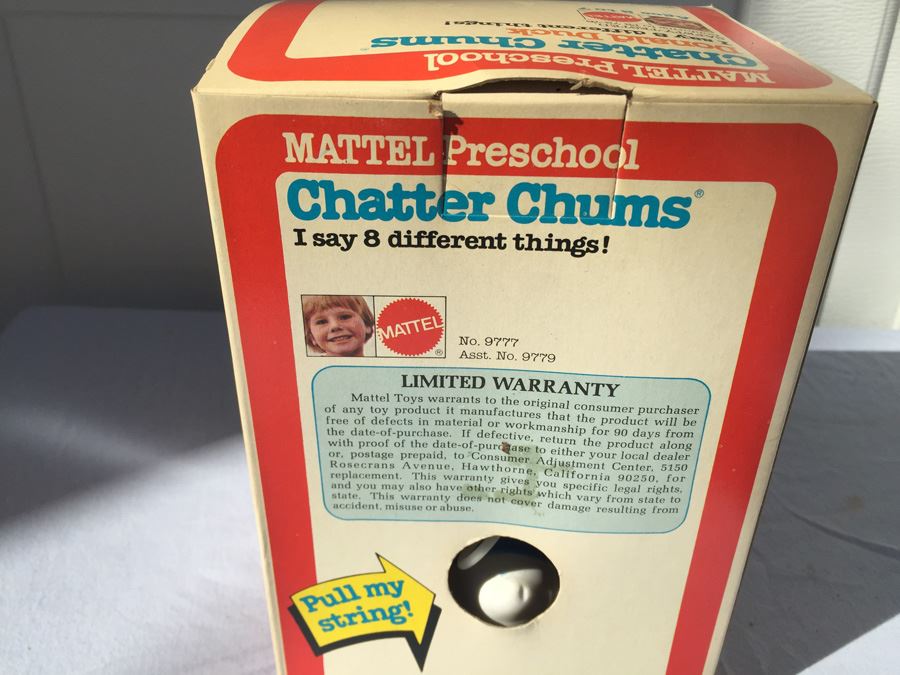 MATTEL Preschool
Donald Duck
Chatter Chums®
MATTEL Preschool
Chatter Chums®
I say 8 different things!
MATTEL®
No. 9777
Asst. No. 9779
LIMITED WARRANTY
Mattel Toys warrants to the original consumer purchaser
of any toy product it manufactures that the product will be
free of defects in material or workmanship for 90 days from
the date-of-purchase. If defective, return the product along
with proof of the date-of-purchase to either your local dealer
or, postage prepaid, to Consumer Adjustment Center, 5150
Rosecrans Avenue, Hawthorne, California 90250, for
replacement. This warranty gives you specific legal rights,
and you may also have other rights which vary from state to
state. This warranty does not cover damage resulting from
accident, misuse or abuse.
Pull my
string!